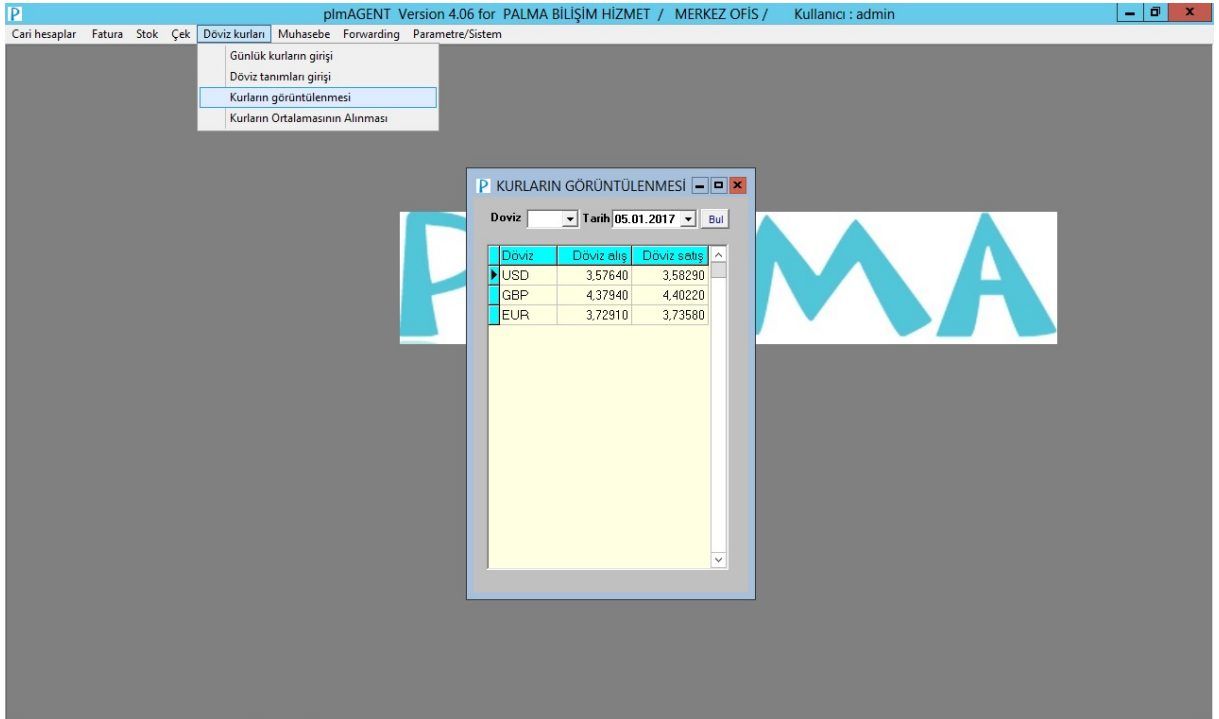 P
plmAGENT Version 4.06 for PALMA BİLİŞİM HİZMET / MERKEZ OFİS / Kullanıcı : admin
Cari hesaplar Fatura Stok Çek Döviz kurları Muhasebe Forwarding Parametre/Sistem
Günlük kurların girişi
Döviz tanımları girişi
Kurların görüntülenmesi
Kurların Ortalamasının Alınması
P KURLARIN GÖRÜNTÜLENMESİ
Doviz Tarih 05.01.2017 Bul
Döviz Döviz alış Döviz satış
USD 3,57640 3,58290
GBP 4,37940 4,40220
EUR 3,72910 3,73580
P MA